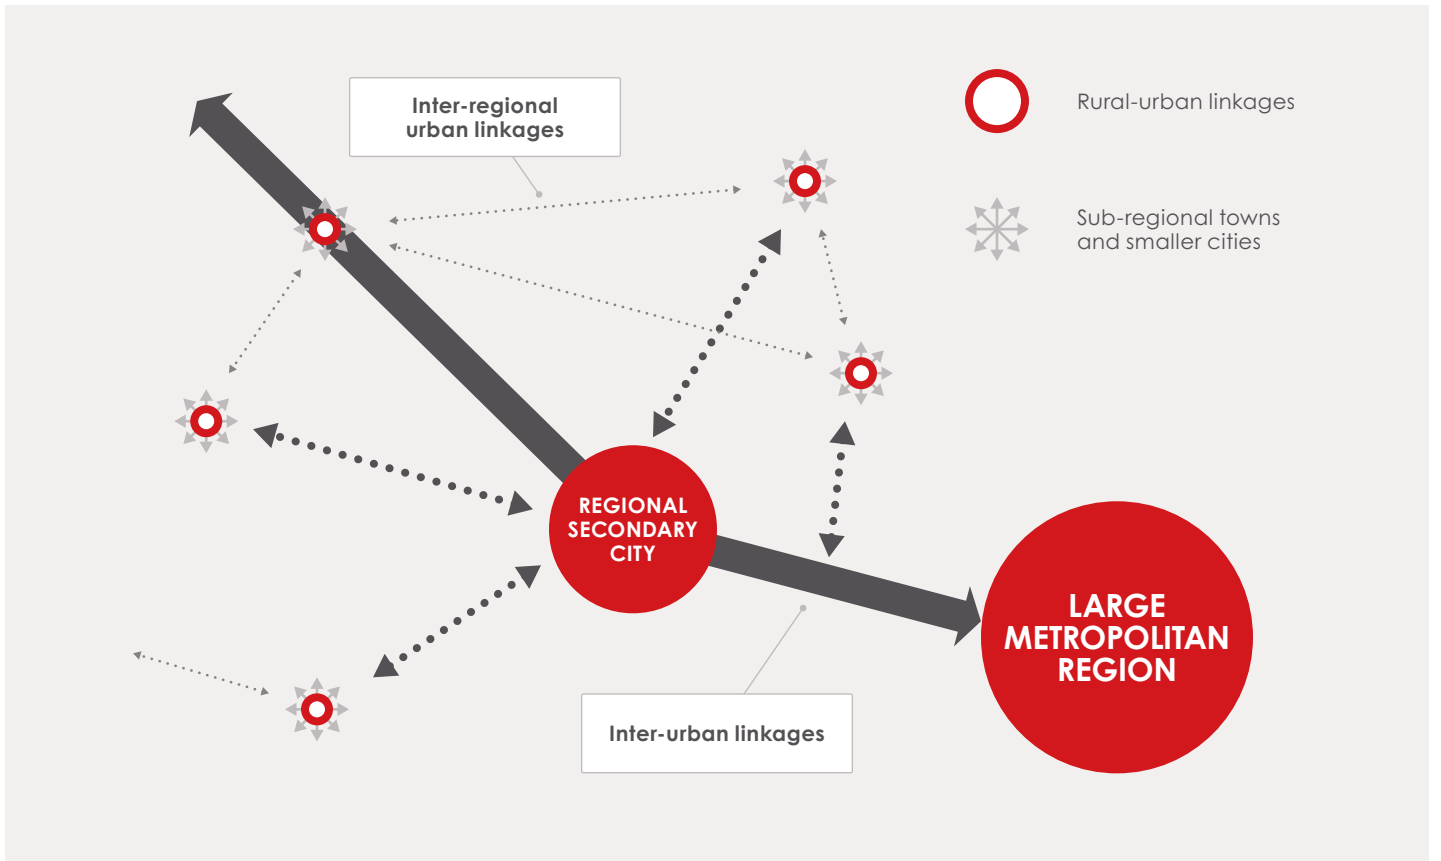 Inter-regional
urban linkages
Rural-urban linkages
Sub-regional towns
and smaller cities
REGIONAL
SECONDARY
CITY
LARGE
METROPOLITAN
REGION
Inter-urban linkages